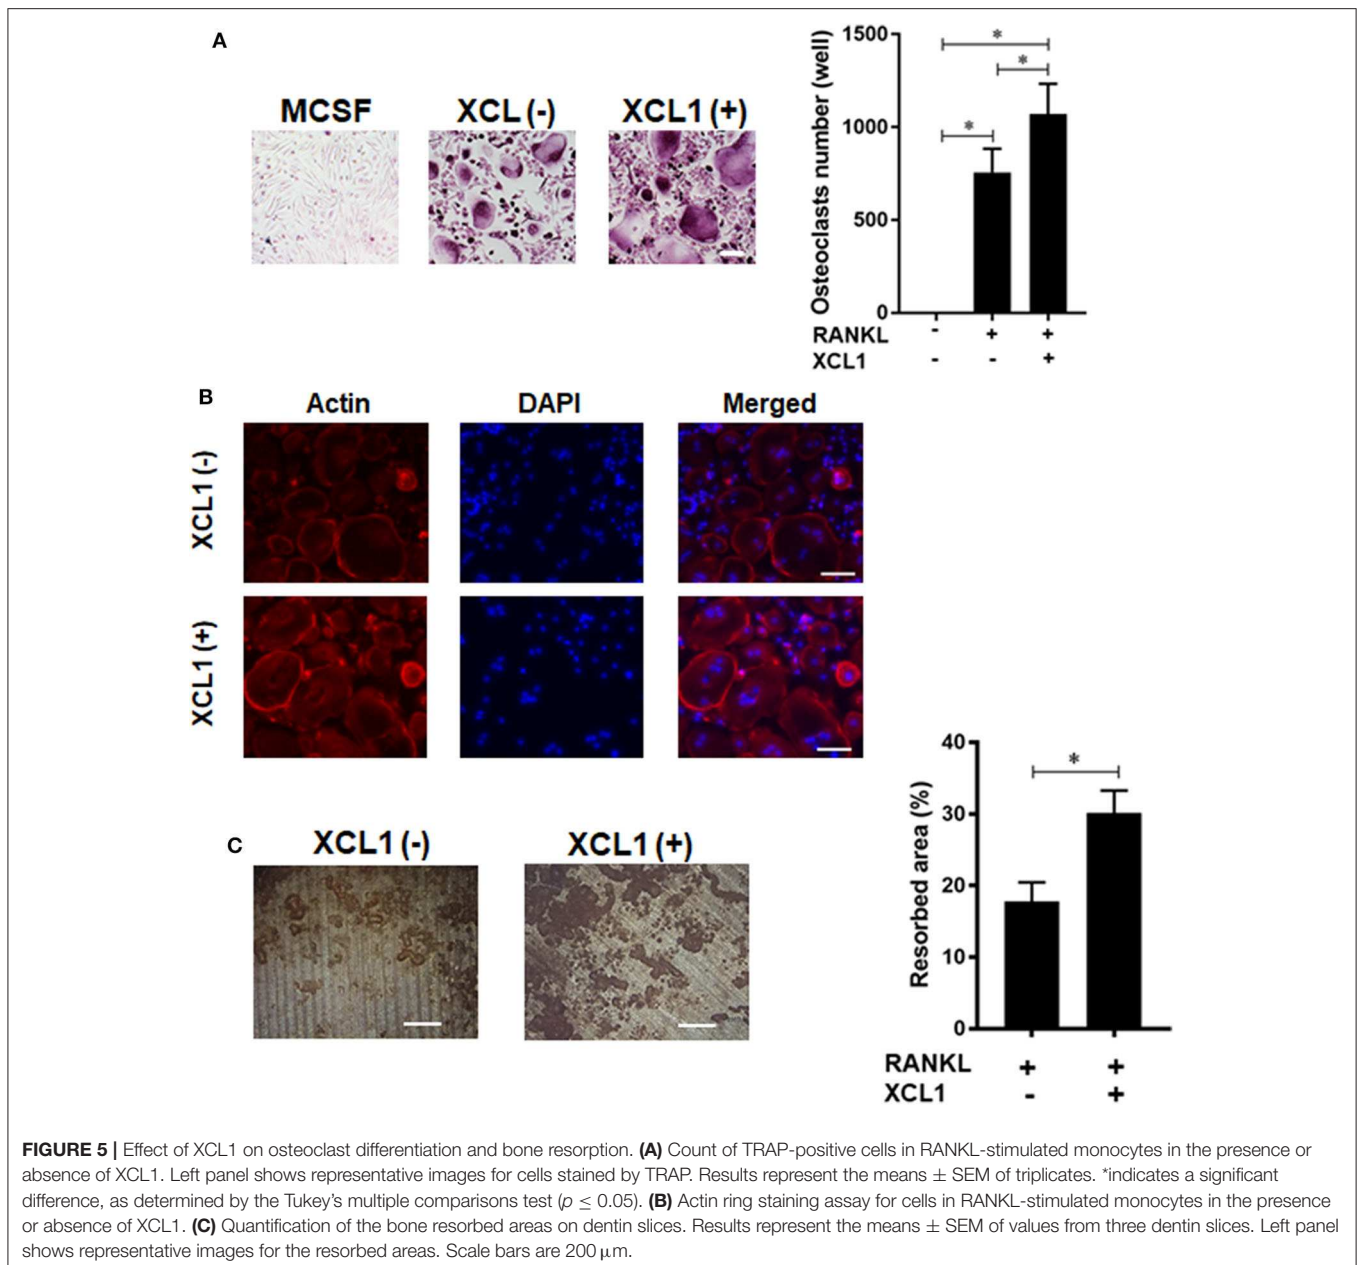 A
MCSF
XCL (-)
XCL1 (+)
Osteoclasts number (well)
1500
1000
500
0
*
*
*
RANKL - + +
XCL1 - - +
B
Actin
DAPI
Merged
XCL1 (-)
XCL1 (+)
C
XCL1 (-)
XCL1 (+)
Resorbed area (%)
40
30
20
10
0
*
RANKL + +
XCL1 - +
FIGURE 5 | Effect of XCL1 on osteoclast differentiation and bone resorption. (A) Count of TRAP-positive cells in RANKL-stimulated monocytes in the presence or
absence of XCL1. Left panel shows representative images for cells stained by TRAP. Results represent the means ± SEM of triplicates. *indicates a significant
difference, as determined by the Tukey's multiple comparisons test (p ≤ 0.05). (B) Actin ring staining assay for cells in RANKL-stimulated monocytes in the presence
or absence of XCL1. (C) Quantification of the bone resorbed areas on dentin slices. Results represent the means ± SEM of values from three dentin slices. Left panel
shows representative images for the resorbed areas. Scale bars are 200 μm.